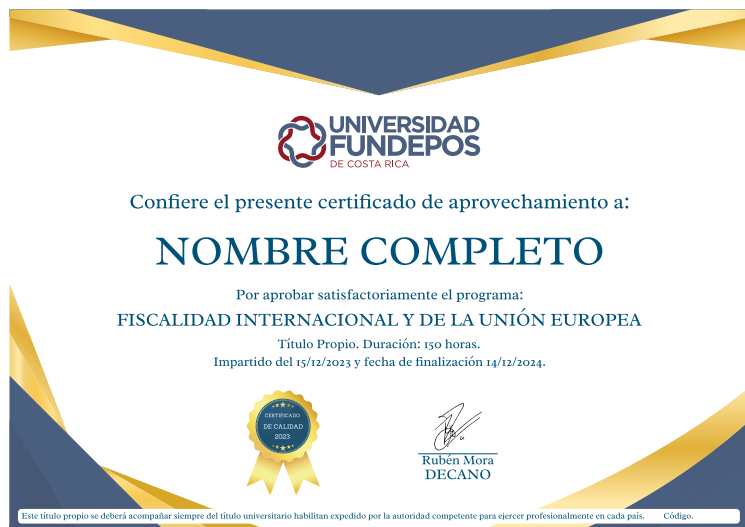 UNIVERSIDAD
FUNDEPOS
DE COSTA RICA
Confiere el presente certificado de aprovechamiento a:
NOMBRE COMPLETO
Por aprobar satisfactoriamente el programa:
FISCALIDAD INTERNACIONAL Y DE LA UNIÓN EUROPEA
Título Propio. Duración: 150 horas.
Impartido del 15/12/2023 y fecha de finalización 14/12/2024.
CERTIFICADO
DE CALIDAD
2023
Rubén Mora
DECANO
Este título propio se deberá acompañar siempre del título universitario habilitan expedido por la autoridad competente para ejercer profesionalmente en cada país. Código.